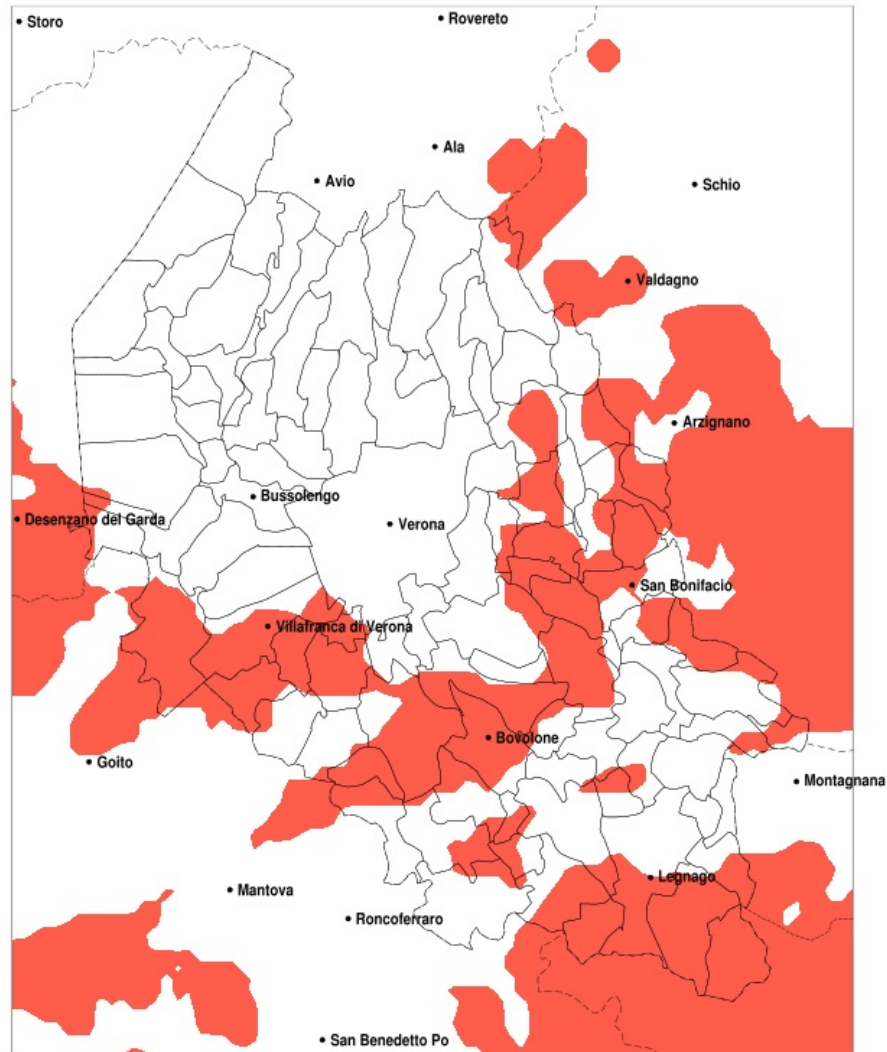 Storo
Rovereto
Ala
Avio
Schio
Valdagno
Arzignano
Bussolengo
Desenzano del Garda
Verona
San Bonifacio
Villafranca di Verona
Bovolone
Goito
Montagnana
Legnago
Mantova
Roncoferraro
San Benedetto Po